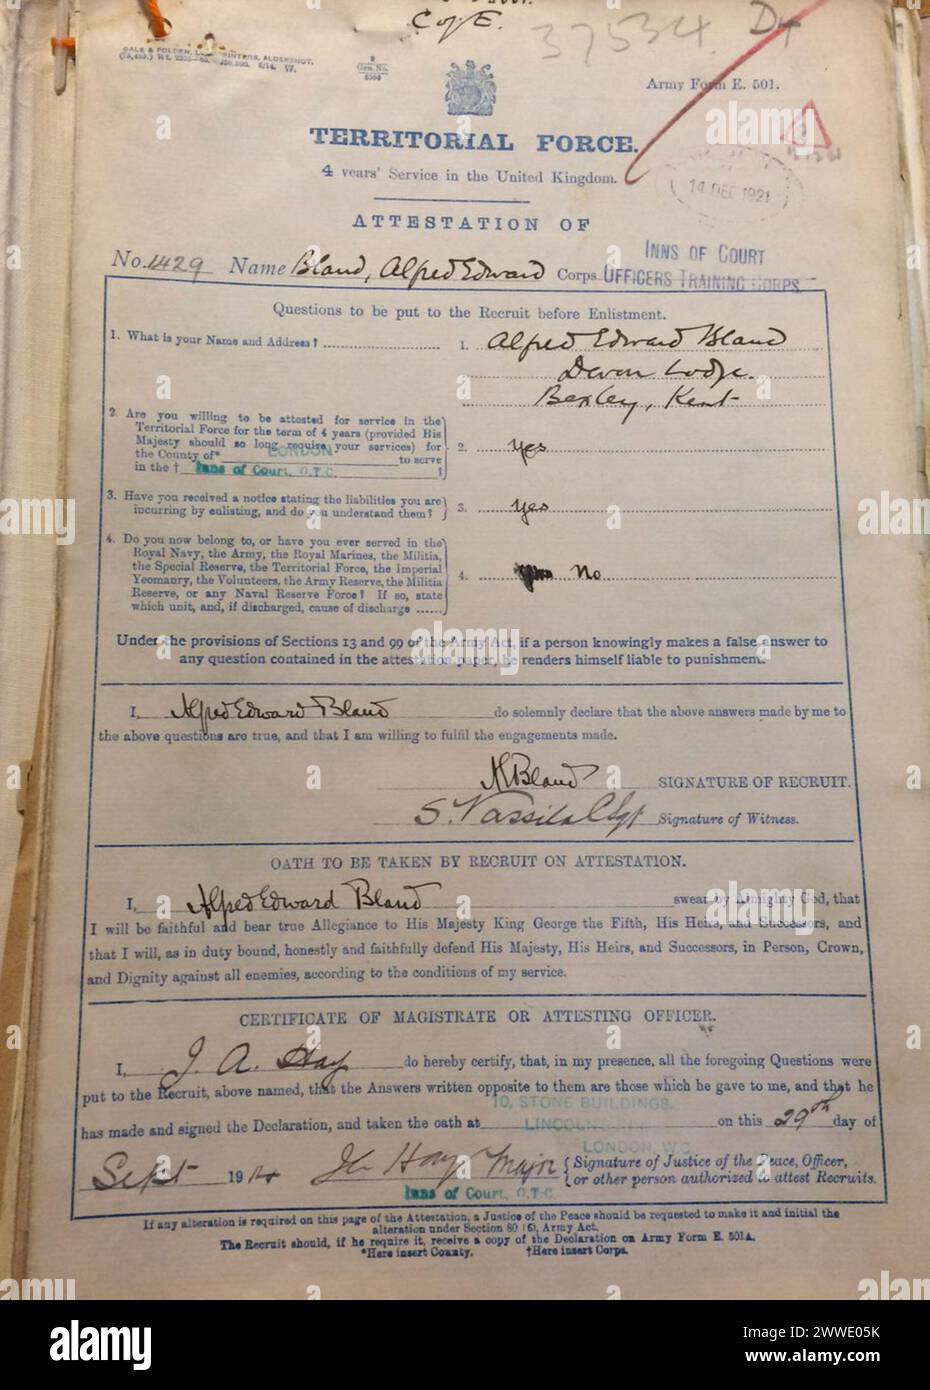 Coy E.
37534.
D4
GALE & POLDEN, PRINTERS, ALDERSHOT.
9
Gen. No.
5396
Army Form E. 501.
TERRITORIAL FORCE.
4 years' Service in the United Kingdom.
14 DEC 1921
ATTESTATION OF
No. 1429 Name Bland, Alfred Edward Corps INNS OF COURT OFFICERS TRAINING CORPS.
Questions to be put to the Recruit before Enlistment.
1. What is your Name and Address? 1. Alfred Edward Bland
Devon Lodge.
Bexley, Kent
2. Are you willing to be attested for service in the
Territorial Force for the term of 4 years (provided His
Majesty should so long require your services) for
the County of* LONDON to serve
in the † Inns of Court, O.T.C. ?
2. Yes
3. Have you received a notice stating the liabilities you are
incurring by enlisting, and do you understand them?
3. Yes
4. Do you now belong to, or have you ever served in the
Royal Navy, the Army, the Royal Marines, the Militia,
the Special Reserve, the Territorial Force, the Imperial
Yeomanry, the Volunteers, the Army Reserve, the Militia
Reserve, or any Naval Reserve Force? If so, state
which unit, and, if discharged, cause of discharge ......
4. No
Under the provisions of Sections 13 and 99 of the Army Act, if a person knowingly makes a false answer to
any question contained in the attestation paper, he renders himself liable to punishment.
I, Alfred Edward Bland do solemnly declare that the above answers made by me to
the above questions are true, and that I am willing to fulfil the engagements made.
AEBland SIGNATURE OF RECRUIT.
Signature of Witness.
OATH TO BE TAKEN BY RECRUIT ON ATTESTATION.
I, Alfred Edward Bland swear by Almighty God, that
I will be faithful and bear true Allegiance to His Majesty King George the Fifth, His Heirs, and Successors, and
that I will, as in duty bound, honestly and faithfully defend His Majesty, His Heirs, and Successors, in Person, Crown,
and Dignity against all enemies, according to the conditions of my service.
CERTIFICATE OF MAGISTRATE OR ATTESTING OFFICER.
I, J. A. Hay do hereby certify, that, in my presence, all the foregoing Questions were
put to the Recruit, above named, that the Answers written opposite to them are those which he gave to me, and that he
has made and signed the Declaration, and taken the oath at 10, STONE BUILDINGS, LINCOLN'S INN, LONDON, W.C. on this 29th day of
Sept 1914 Hay Major Signature of Justice of the Peace, Officer,
Inns of Court, O.T.C. or other person authorized to attest Recruits.
If any alteration is required on this page of the Attestation, a Justice of the Peace should be requested to make it and initial the
alteration under Section 80 (6), Army Act.
The Recruit should, if he require it, receive a copy of the Declaration on Army Form E. 501A.
*Here insert County. †Here insert Corps.
alamy
Image ID: 2WWE05K
www.alamy.com